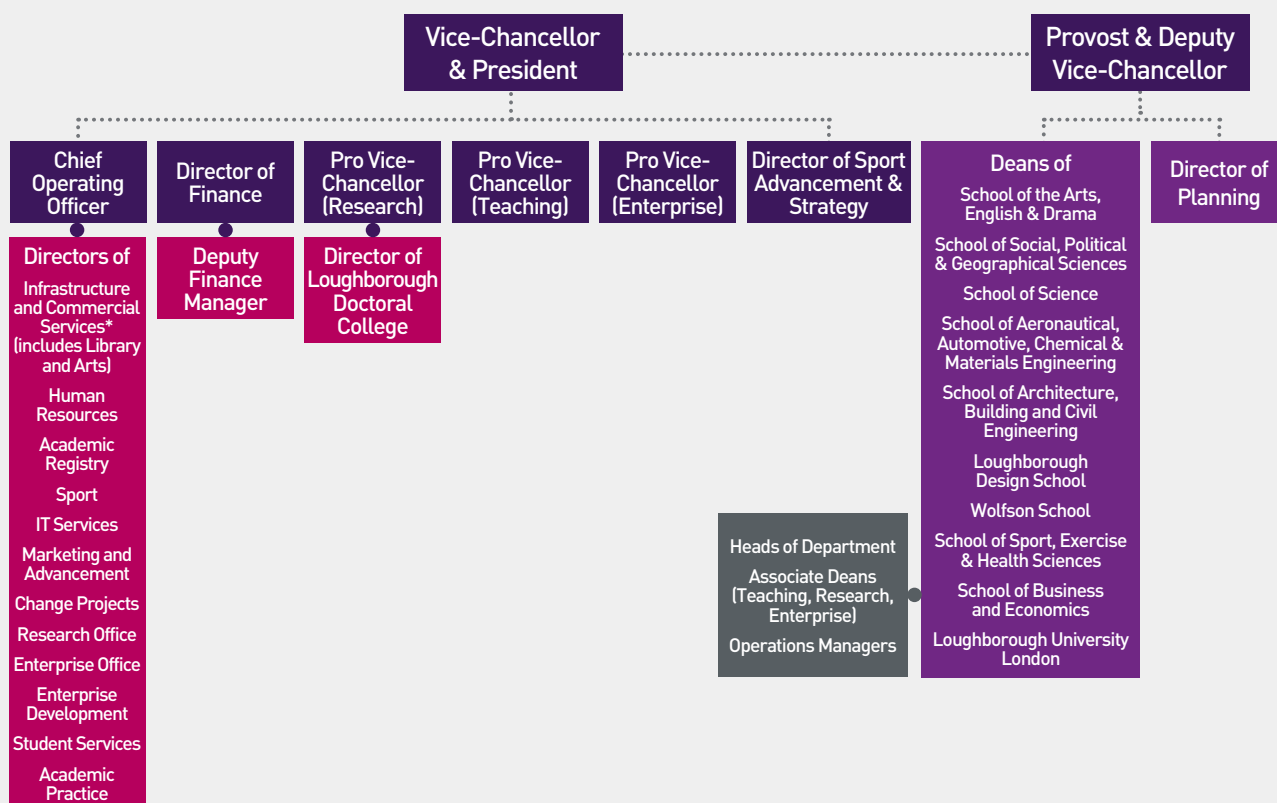 Vice-Chancellor
& President
Provost & Deputy
Vice-Chancellor
Chief
Operating
Officer
Director of
Finance
Pro Vice-
Chancellor
(Research)
Pro Vice-
Chancellor
(Teaching)
Pro Vice-
Chancellor
(Enterprise)
Director of Sport
Advancement &
Strategy
Deans of
School of the Arts,
English & Drama
School of Social, Political
& Geographical Sciences
School of Science
School of Aeronautical,
Automotive, Chemical &
Materials Engineering
School of Architecture,
Building and Civil
Engineering
Loughborough
Design School
Wolfson School
School of Sport, Exercise
& Health Sciences
School of Business
and Economics
Loughborough University
London
Director of
Planning
Directors of
Infrastructure
and Commercial
Services*
(includes Library
and Arts)
Human
Resources
Academic
Registry
Sport
IT Services
Marketing and
Advancement
Change Projects
Research Office
Enterprise Office
Enterprise
Development
Student Services
Academic
Practice
Deputy
Finance
Manager
Director of
Loughborough
Doctoral
College
Heads of Department
Associate Deans
(Teaching, Research,
Enterprise)
Operations Managers